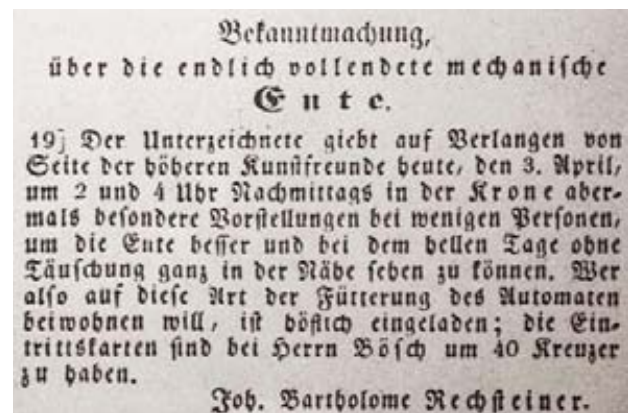 Bekanntmachung,
über die endlich vollendete mechanische
Ente.
19] Der Unterzeichnete giebt auf Verlangen von
Seite der höheren Kunstfreunde heute, den 3. April,
um 2 und 4 Uhr Nachmittags in der Krone aber-
mals besondere Vorstellungen bei wenigen Personen,
um die Ente besser und bei dem hellen Tage ohne
Täuschung ganz in der Nähe sehen zu können. Wer
also auf diese Art der Fütterung des Automaten
beiwohnen will, ist höflich eingeladen; die Ein-
trittskarten sind bei Herrn Bösch um 40 Kreuzer
zu haben.
Joh. Bartholome Rechsteiner.